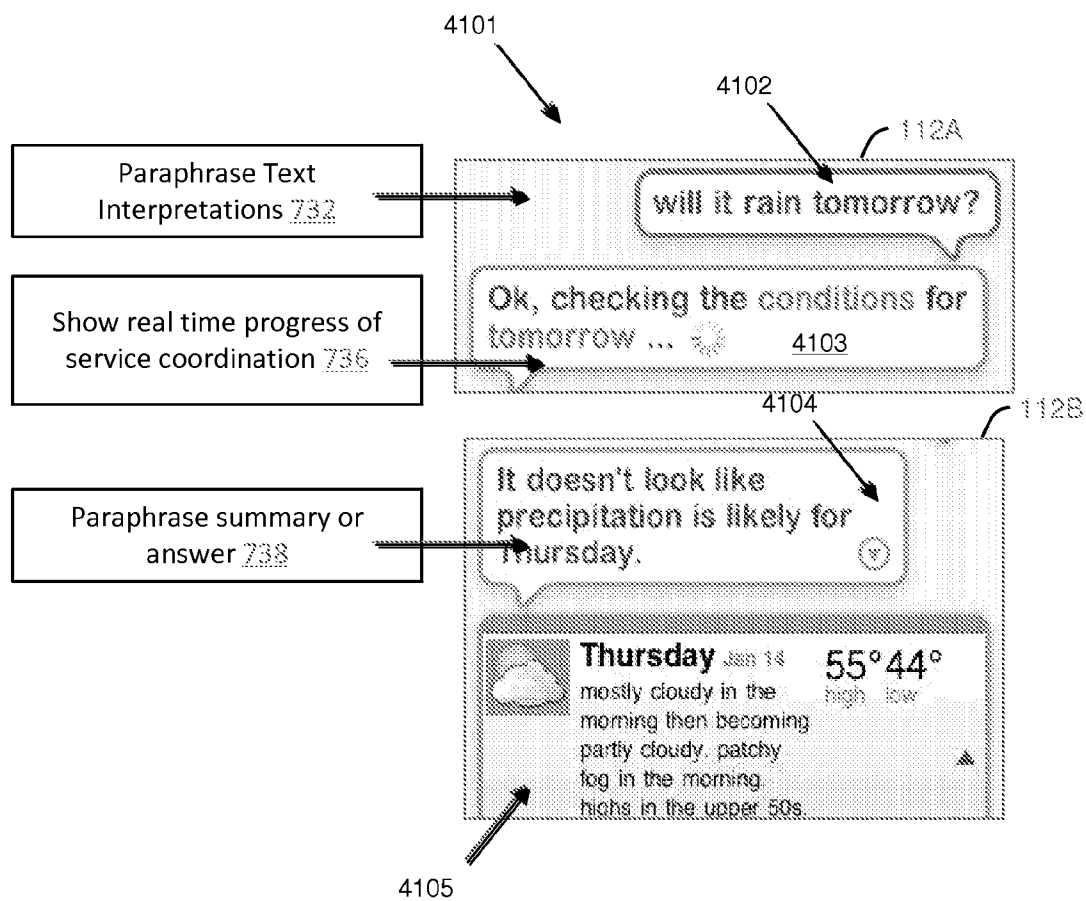 4101
4102
112A
Paraphrase Text
Interpretations 732
will it rain tomorrow?
Show real time progress of
service coordination 736
Ok, checking the conditions for
tomorrow ...
4103
4104
112B
Paraphrase summary or
answer 738
It doesn't look like
precipitation is likely for
Thursday.
Thursday Jan 14
55° 44°
high low
mostly cloudy in the
morning then becoming
partly cloudy. patchy
fog in the morning.
highs in the upper 50s.
4105